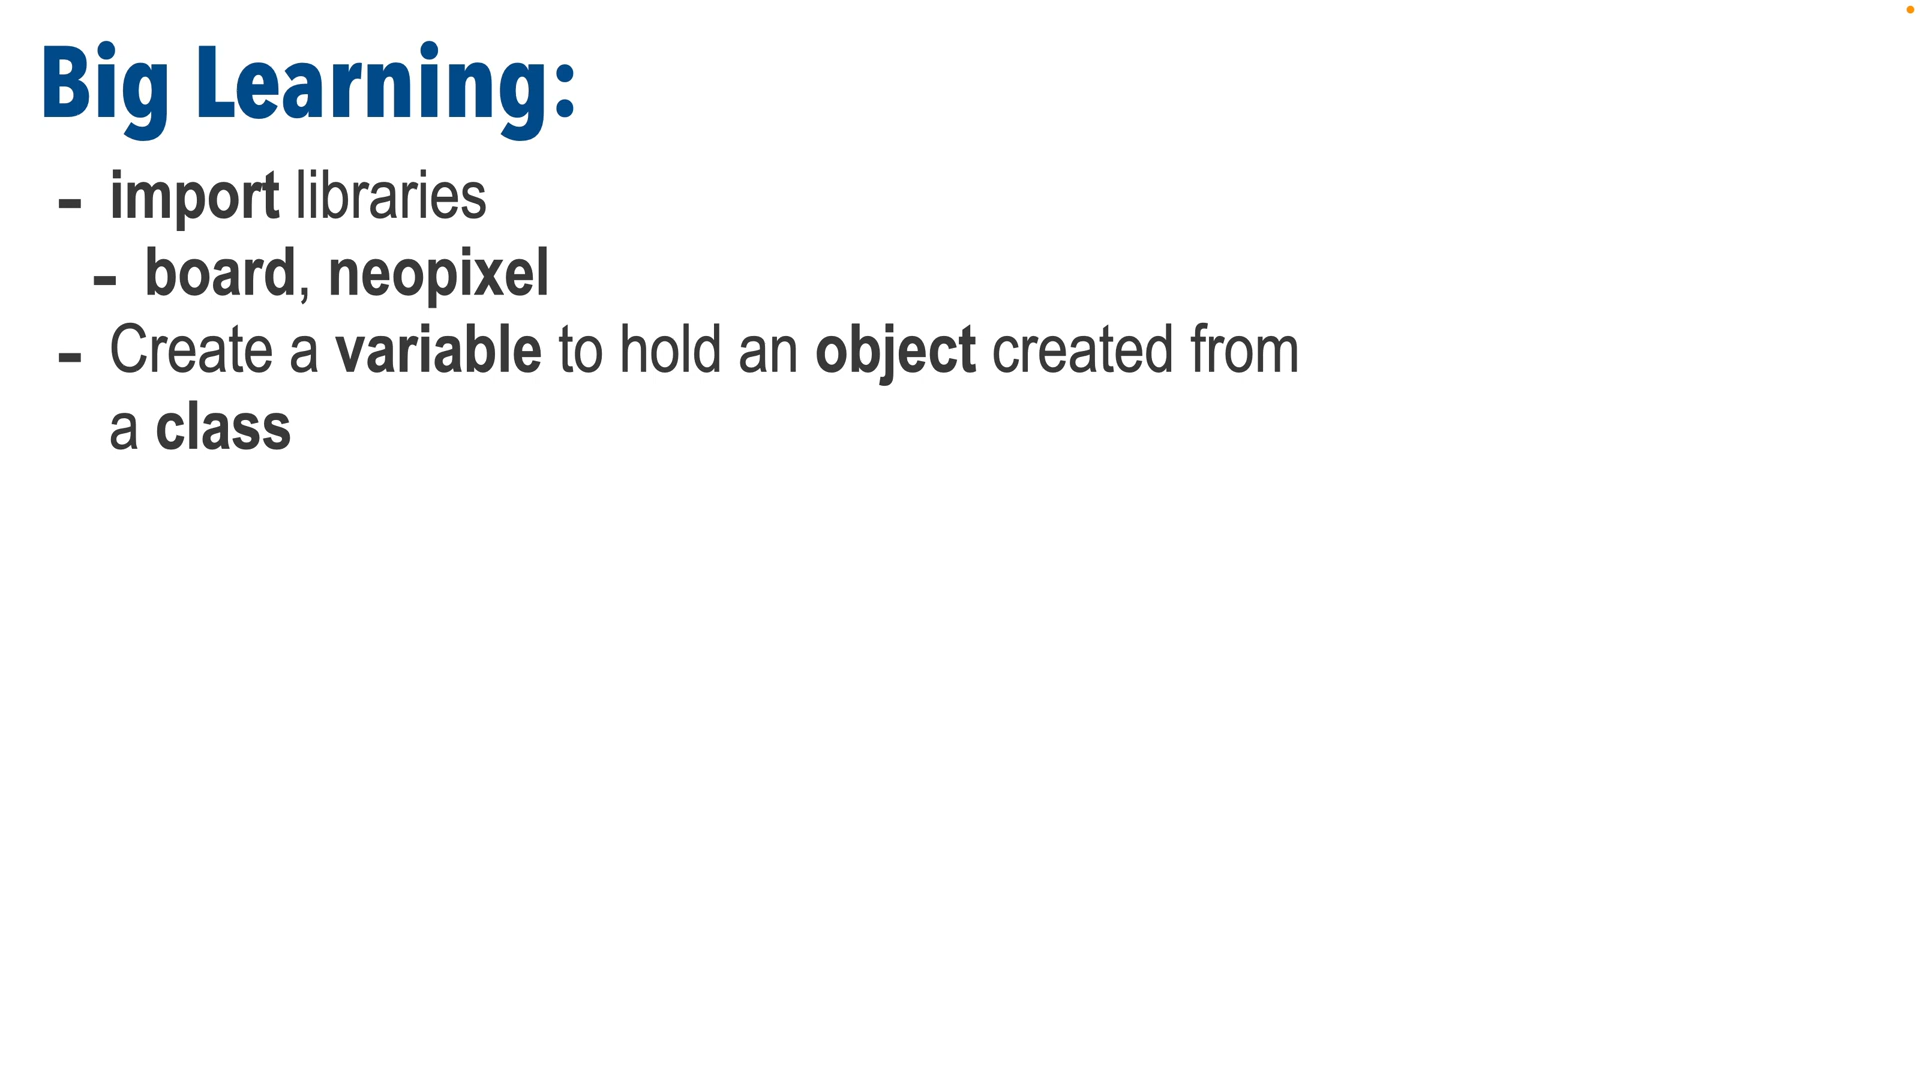 Big Learning:
- import libraries
- board, neopixel
- Create a variable to hold an object created from
a class